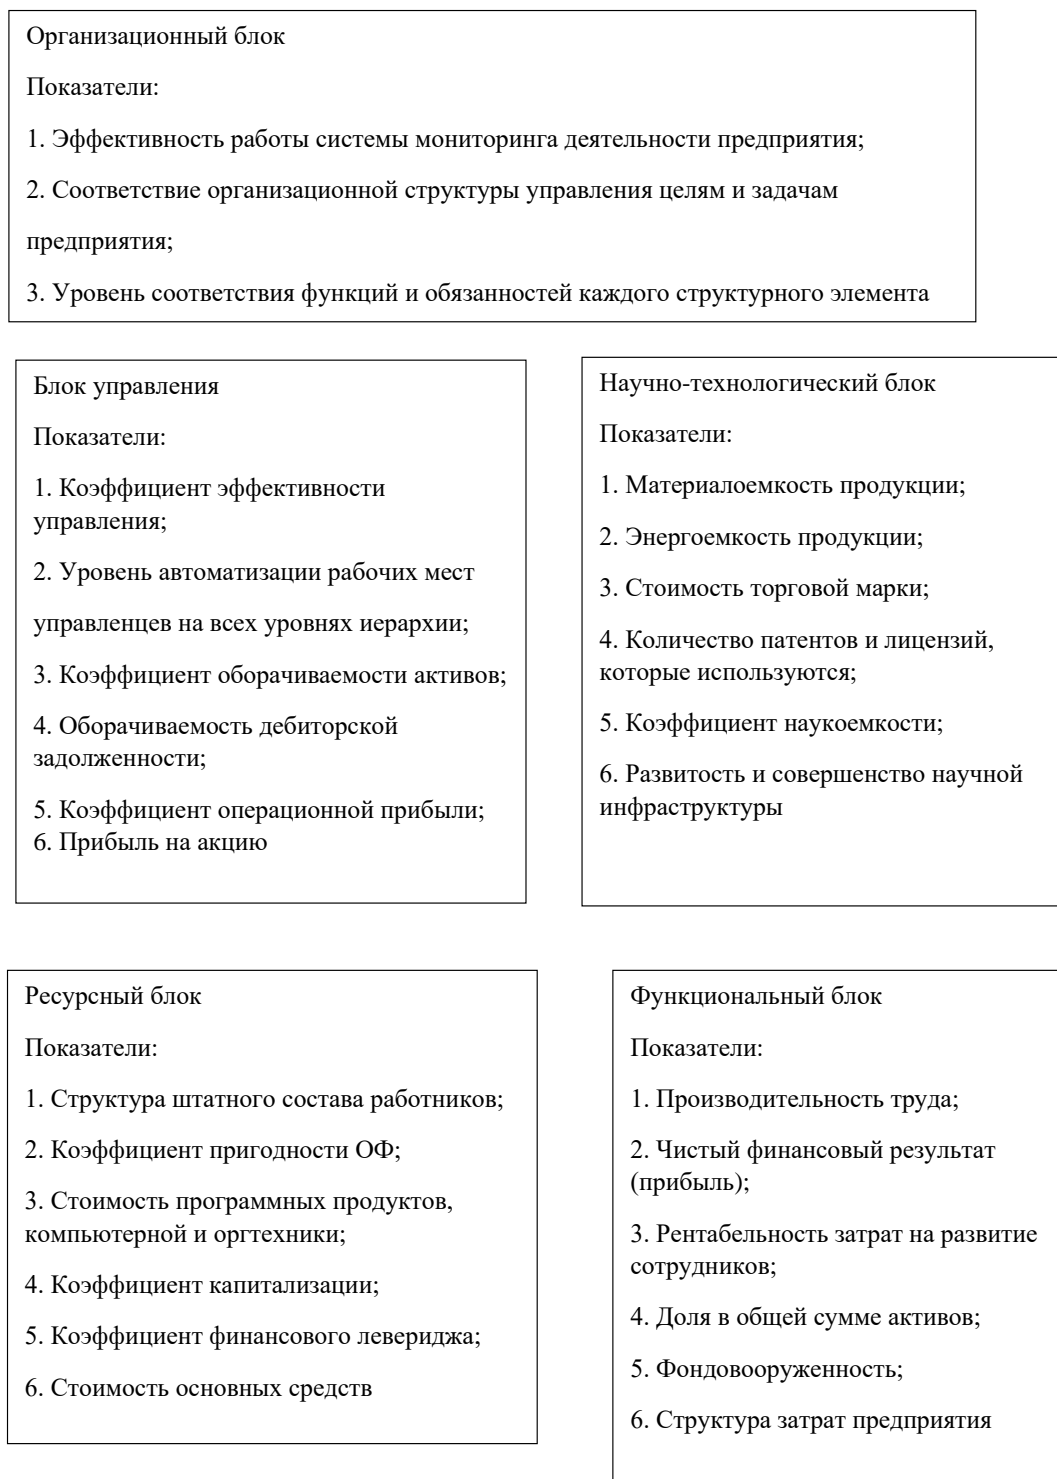 Организационный блок
Показатели:
1. Эффективность работы системы мониторинга деятельности предприятия;
2. Соответствие организационной структуры управления целям и задачам
предприятия;
3. Уровень соответствия функций и обязанностей каждого структурного элемента
Блок управления
Показатели:
1. Коэффициент эффективности
управления;
2. Уровень автоматизации рабочих мест
управленцев на всех уровнях иерархии;
3. Коэффициент оборачиваемости активов;
4. Оборачиваемость дебиторской
задолженности;
5. Коэффициент операционной прибыли;
6. Прибыль на акцию
Научно-технологический блок
Показатели:
1. Материалоемкость продукции;
2. Энергоемкость продукции;
3. Стоимость торговой марки;
4. Количество патентов и лицензий,
которые используются;
5. Коэффициент наукоемкости;
6. Развитость и совершенство научной
инфраструктуры
Ресурсный блок
Показатели:
1. Структура штатного состава работников;
2. Коэффициент пригодности ОФ;
3. Стоимость программных продуктов,
компьютерной и оргтехники;
4. Коэффициент капитализации;
5. Коэффициент финансового левериджа;
6. Стоимость основных средств
Функциональный блок
Показатели:
1. Производительность труда;
2. Чистый финансовый результат
(прибыль);
3. Рентабельность затрат на развитие
сотрудников;
4. Доля в общей сумме активов;
5. Фондовооруженность;
6. Структура затрат предприятия